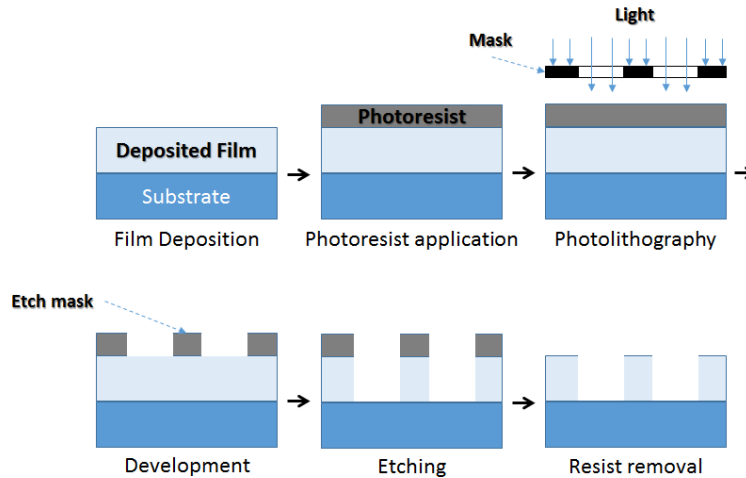 Light
Mask
Photoresist
Deposited Film
Substrate
Film Deposition
Photoresist application
Photolithography
Etch mask
Development
Etching
Resist removal